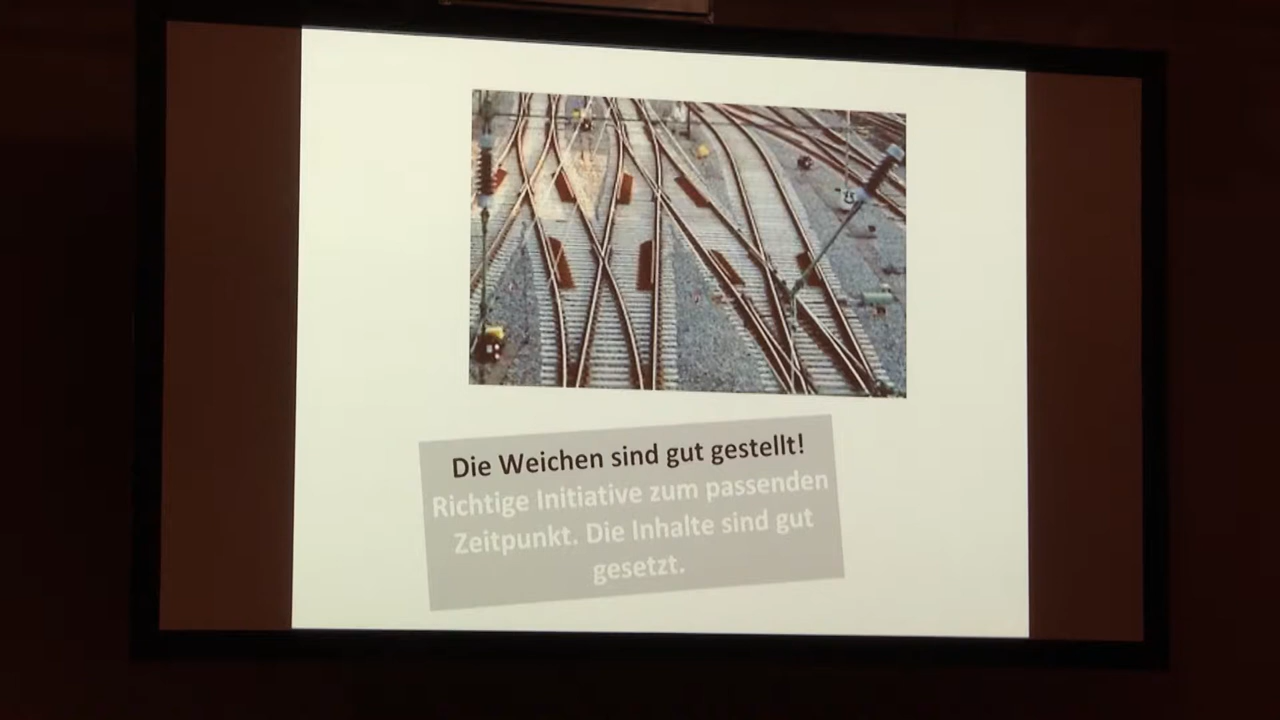 Die Weichen sind gut gestellt!
Richtige Initiative zum passenden
Zeitpunkt. Die Inhalte sind gut
gesetzt.